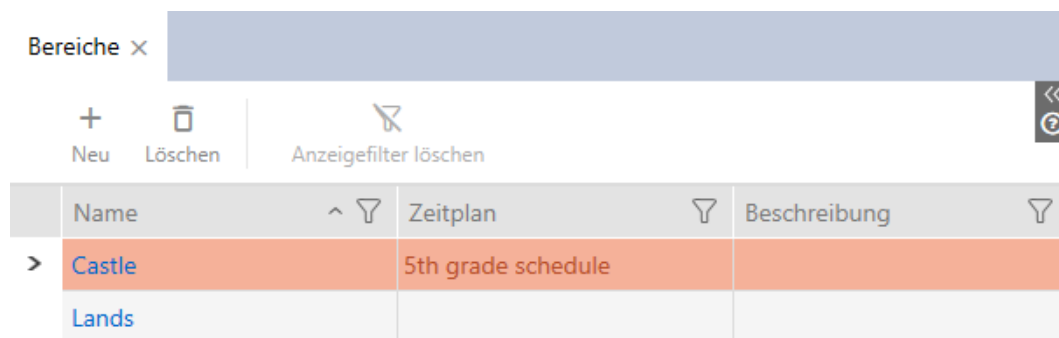 Bereiche
Neu Löschen Anzeigefilter löschen
Name Zeitplan Beschreibung
Castle 5th grade schedule
Lands